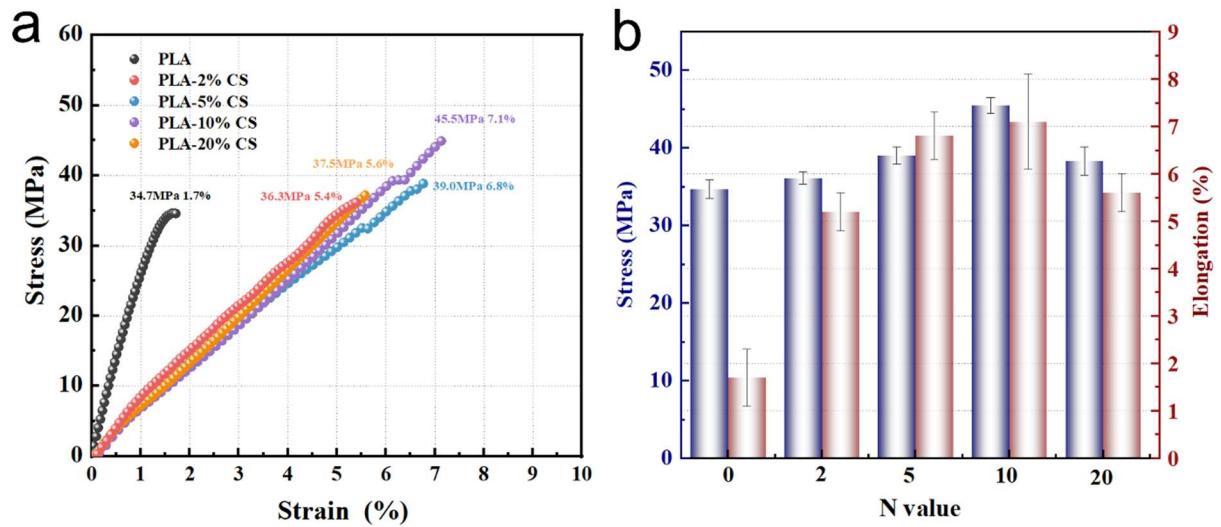 a
60
50
40
30
20
10
0
Stress (MPa)
PLA
PLA-2% CS
PLA-5% CS
PLA-10% CS
PLA-20% CS
34.7MPa 1.7%
45.5MPa 7.1%
37.5MPa 5.6%
36.3MPa 5.4%
39.0MPa 6.8%
0 1 2 3 4 5 6 7 8 9 10
Strain (%)
b
50
40
30
20
10
0
Stress (MPa)
9
8
7
6
5
4
3
2
1
0
Elongation (%)
0 2 5 10 20
N value